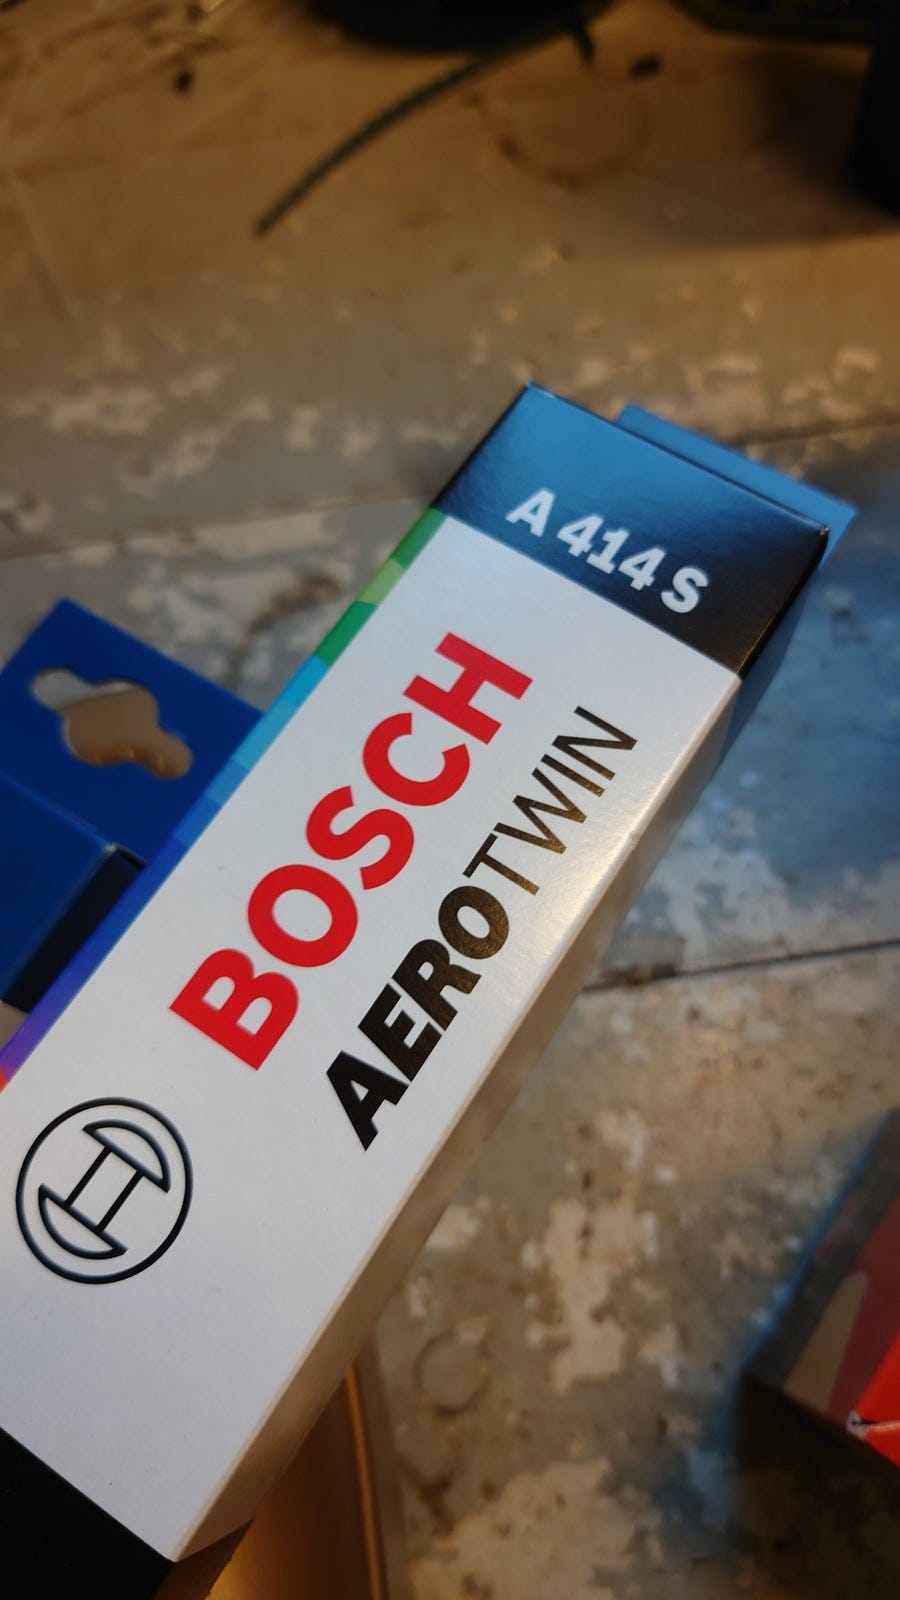 A 414 S
BOSCH
AEROTWIN